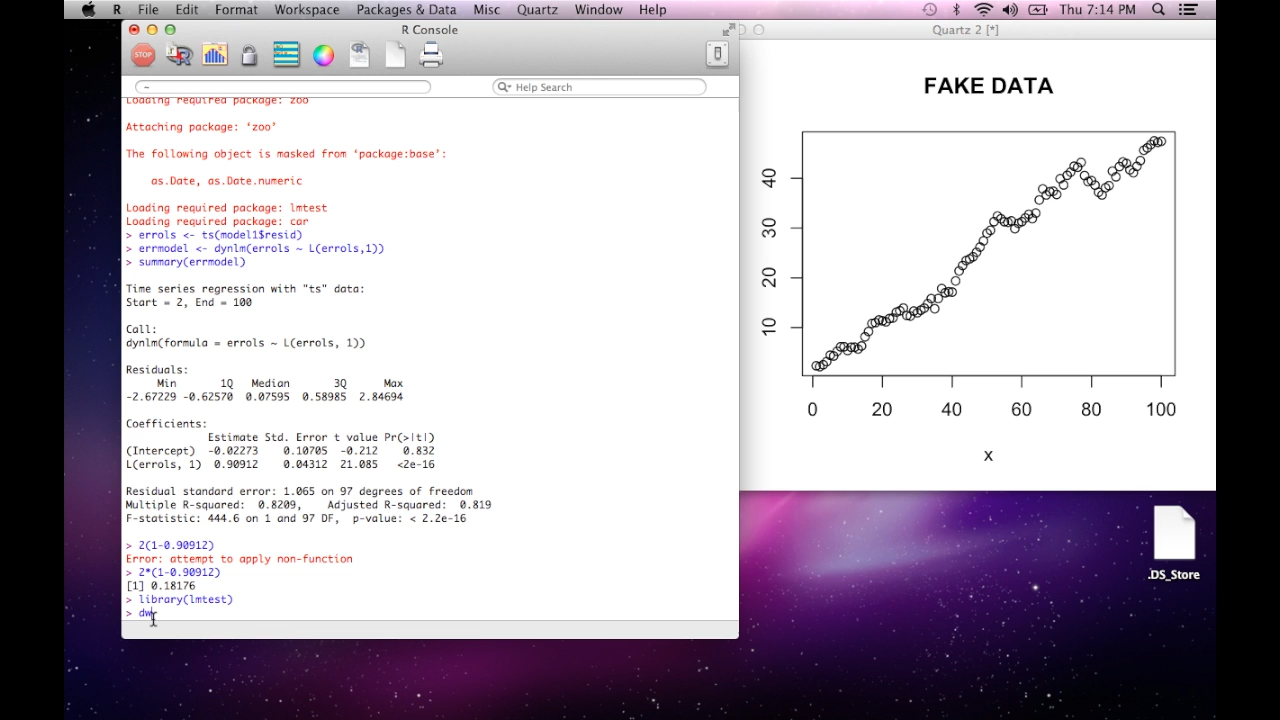 R File Edit Format Workspace Packages & Data Misc Quartz Window Help Thu 7:14 PM
R Console
STOP
~
Help Search
Loading required package: zoo
Attaching package: ‘zoo’
The following object is masked from ‘package:base’:
as.Date, as.Date.numeric
Loading required package: lmtest
Loading required package: car
> errols <- ts(model1$resid)
> errmodel <- dynlm(errols ~ L(errols,1))
> summary(errmodel)
Time series regression with "ts" data:
Start = 2, End = 100
Call:
dynlm(formula = errols ~ L(errols, 1))
Residuals:
Min 1Q Median 3Q Max
-2.67229 -0.62570 0.07595 0.58985 2.84694
Coefficients:
Estimate Std. Error t value Pr(>|t|)
(Intercept) -0.02273 0.10705 -0.212 0.832
L(errols, 1) 0.90912 0.04312 21.085 <2e-16
Residual standard error: 1.065 on 97 degrees of freedom
Multiple R-squared: 0.8209, Adjusted R-squared: 0.819
F-statistic: 444.6 on 1 and 97 DF, p-value: < 2.2e-16
> 2(1-0.90912)
Error: attempt to apply non-function
> 2*(1-0.90912)
[1] 0.18176
> library(lmtest)
> dw
Quartz 2 [*]
FAKE DATA
40
30
20
10
0 20 40 60 80 100
x
.DS_Store